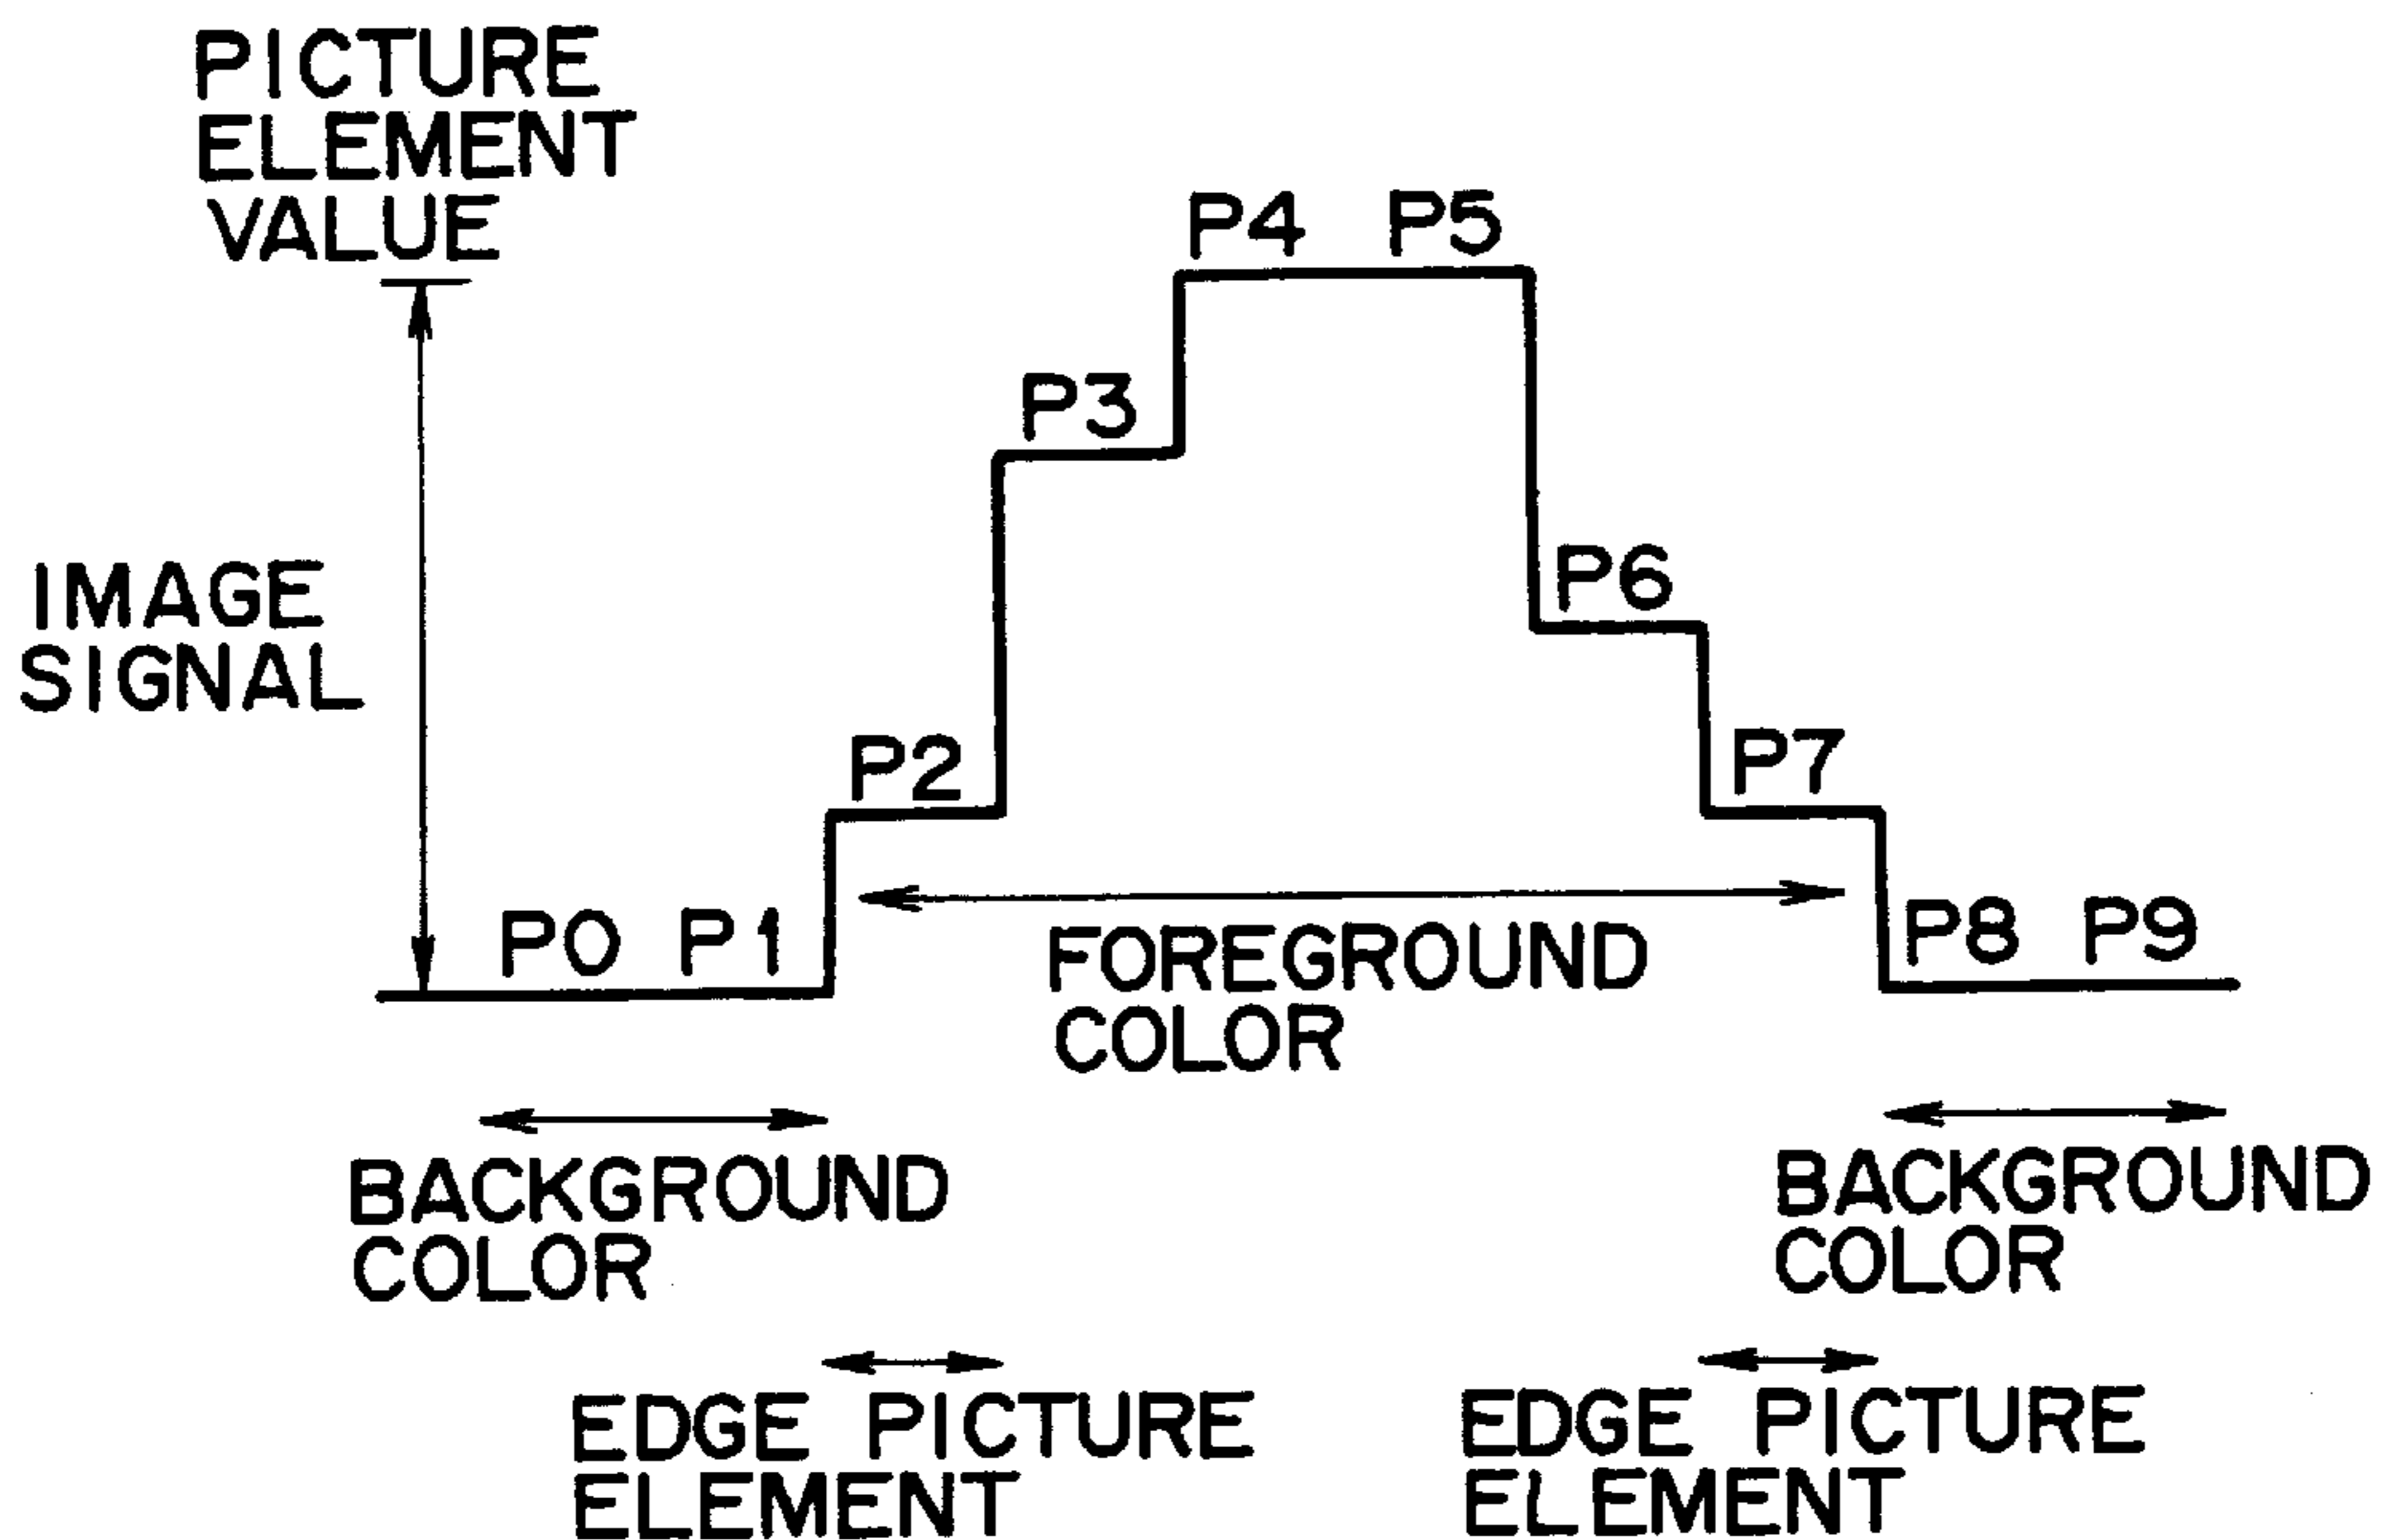 PICTURE
ELEMENT
VALUE
P4 P5
P3
IMAGE
SIGNAL
P6
P2
P7
P0 P1
P8 P9
FOREGROUND
COLOR
BACKGROUND
COLOR
BACKGROUND
COLOR
EDGE PICTURE
ELEMENT
EDGE PICTURE
ELEMENT